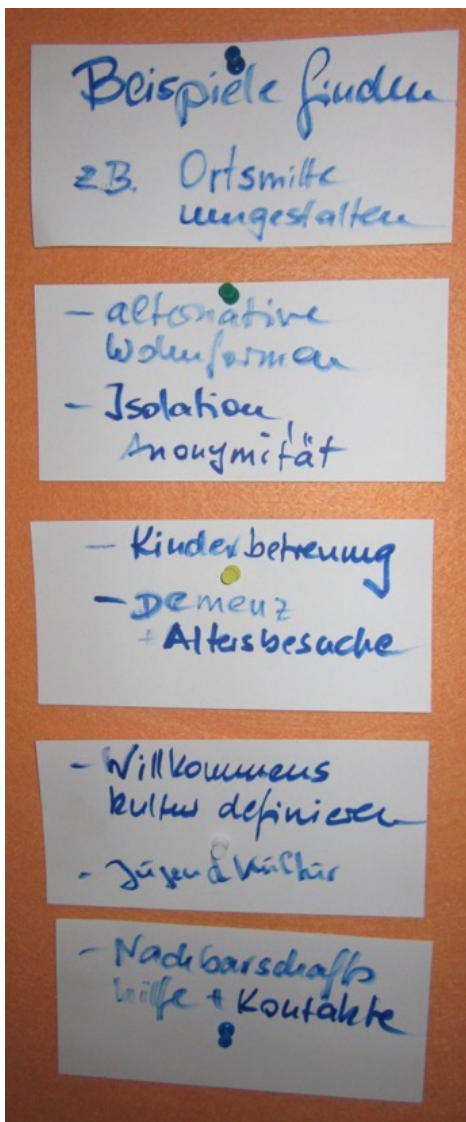 Beispiele finden
z.B. Ortsmitte
umgestalten
- alternative
Wohnformen
- Isolation,
Anonymität
- Kinderbetreuung
- Demenz
+ Altersbesuche
- Willkommens
kultur definieren
- Jugendkultur
- Nachbarschafts
hilfe + Kontakte